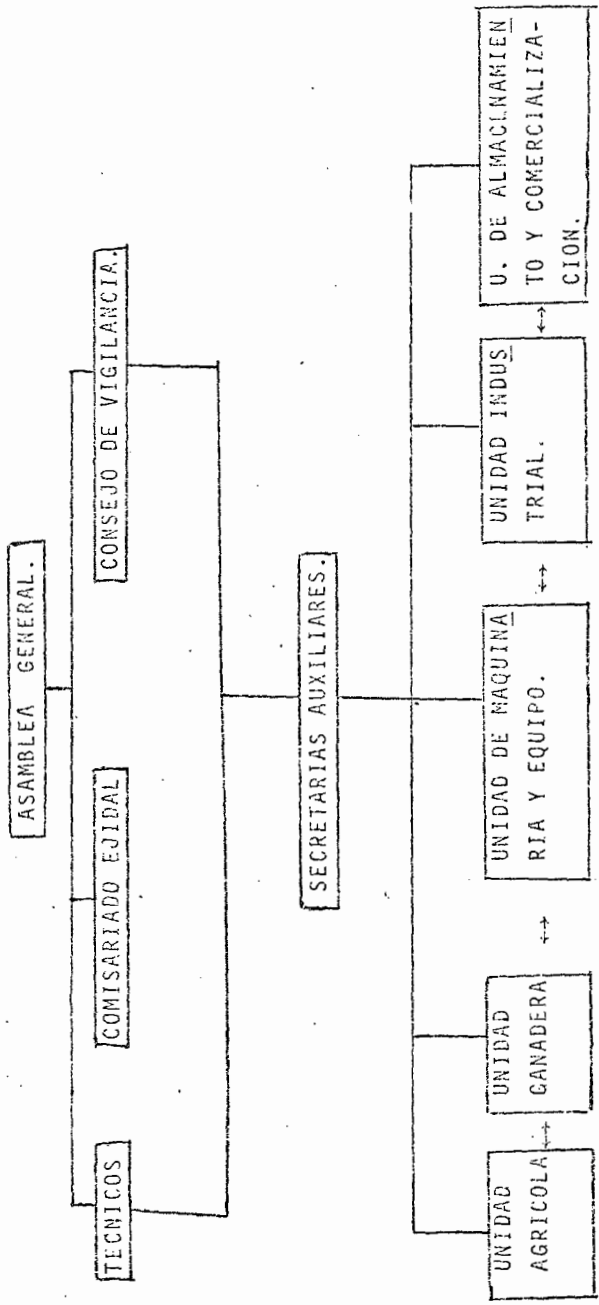 ASAMBLEA GENERAL.
TECNICOS
COMISARIADO EJIDAL
CONSEJO DE VIGILANCIA.
SECRETARIAS AUXILIARES.
UNIDAD
AGRICOLA
UNIDAD
GANADERA
UNIDAD DE MAQUINA
RIA Y EQUIPO.
UNIDAD INDUS
TRIAL.
U. DE ALMACENAMIEN
TO Y COMERCIALIZA-
CION.